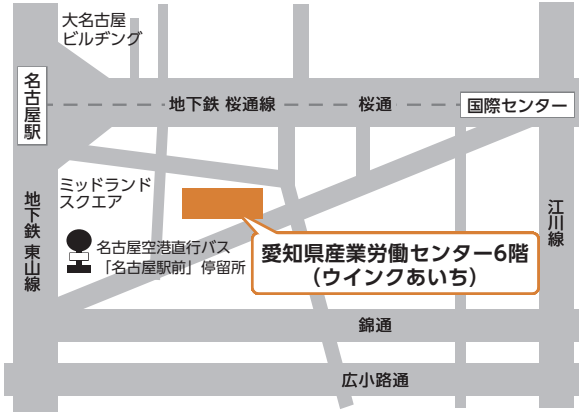 大名古屋
ビルヂング
名古屋駅
地下鉄 桜通線
桜通
国際センター
ミッドランド
スクエア
地下鉄 東山線
江川線
名古屋空港直行バス
「名古屋駅前」停留所
愛知県産業労働センター6階
（ウインクあいち）
錦通
広小路通